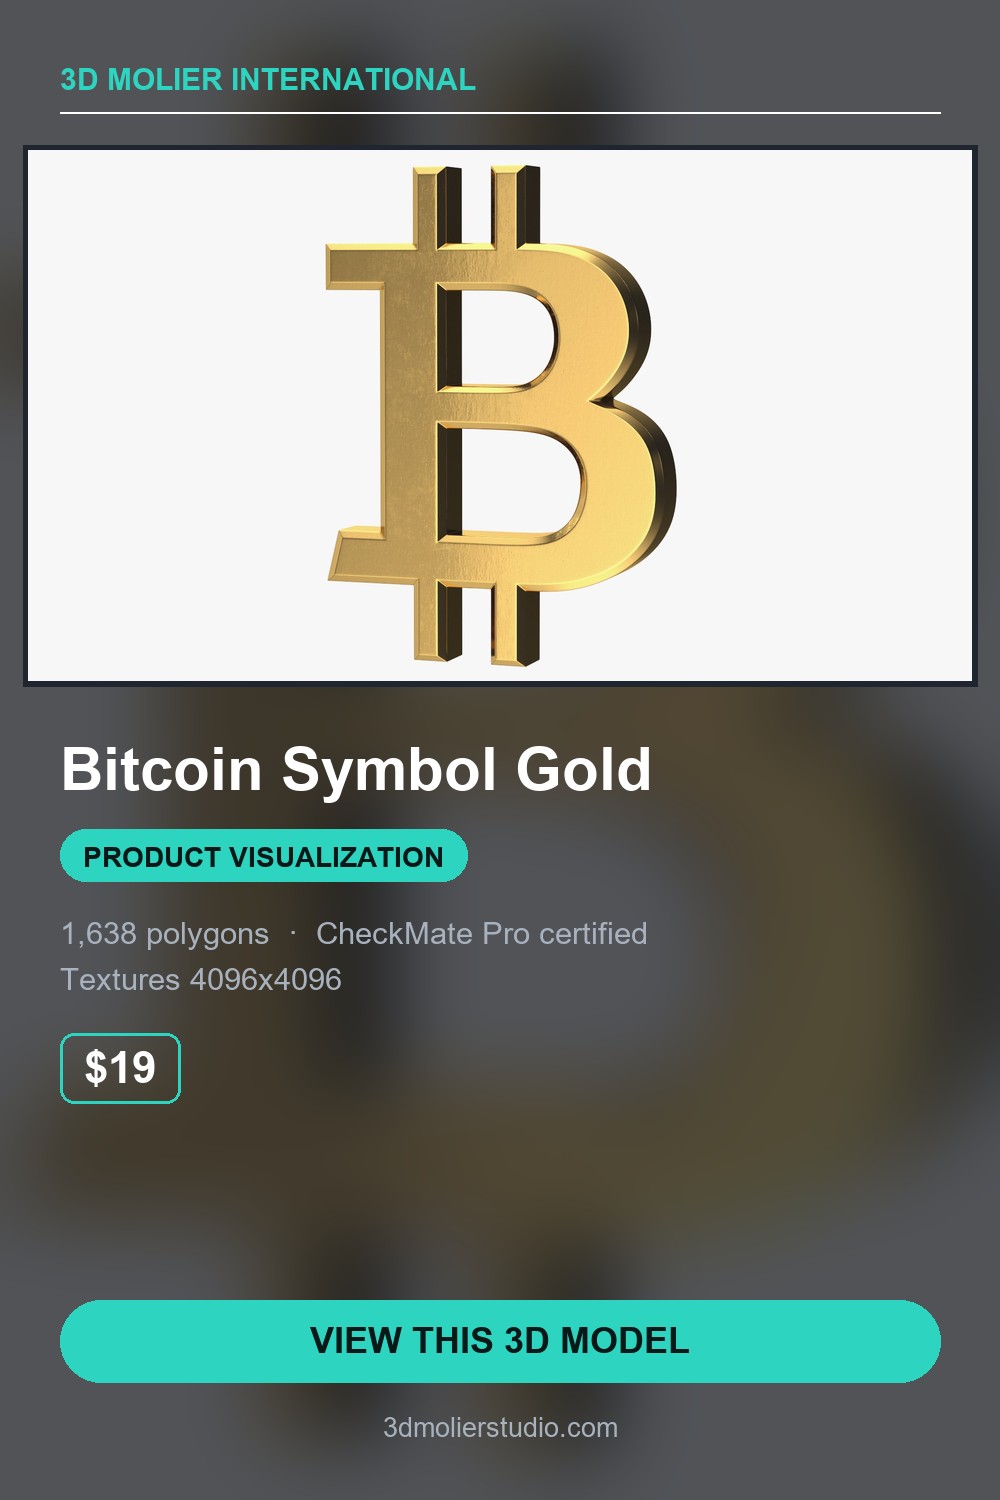 3D MOLIER INTERNATIONAL
Bitcoin Symbol Gold
PRODUCT VISUALIZATION
1,638 polygons · CheckMate Pro certified
Textures 4096x4096
$19
VIEW THIS 3D MODEL
3dmolierstudio.com